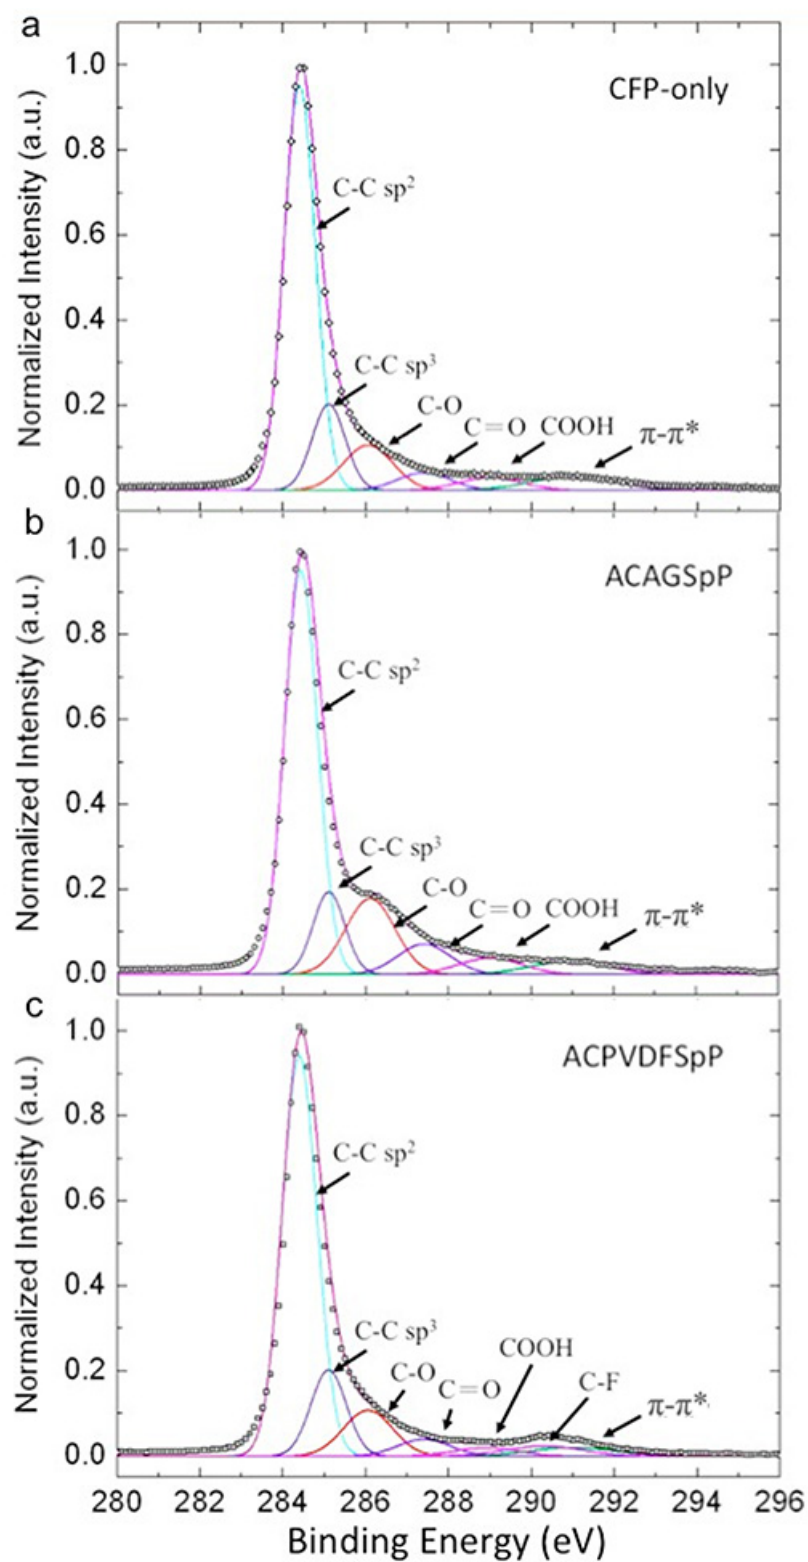 a
CFP-only
Normalized Intensity (a.u.)
1.0
0.8
0.6
0.4
0.2
0.0
C-C sp²
C-C sp³
C-O
C=O
COOH
π-π*
b
ACAGSpP
Normalized Intensity (a.u.)
1.0
0.8
0.6
0.4
0.2
0.0
C-C sp²
C-C sp³
C-O
C=O
COOH
π-π*
c
ACPVDFSpP
Normalized Intensity (a.u.)
1.0
0.8
0.6
0.4
0.2
0.0
C-C sp²
C-C sp³
C-O
C=O
COOH
C-F
π-π*
280 282 284 286 288 290 292 294 296
Binding Energy (eV)